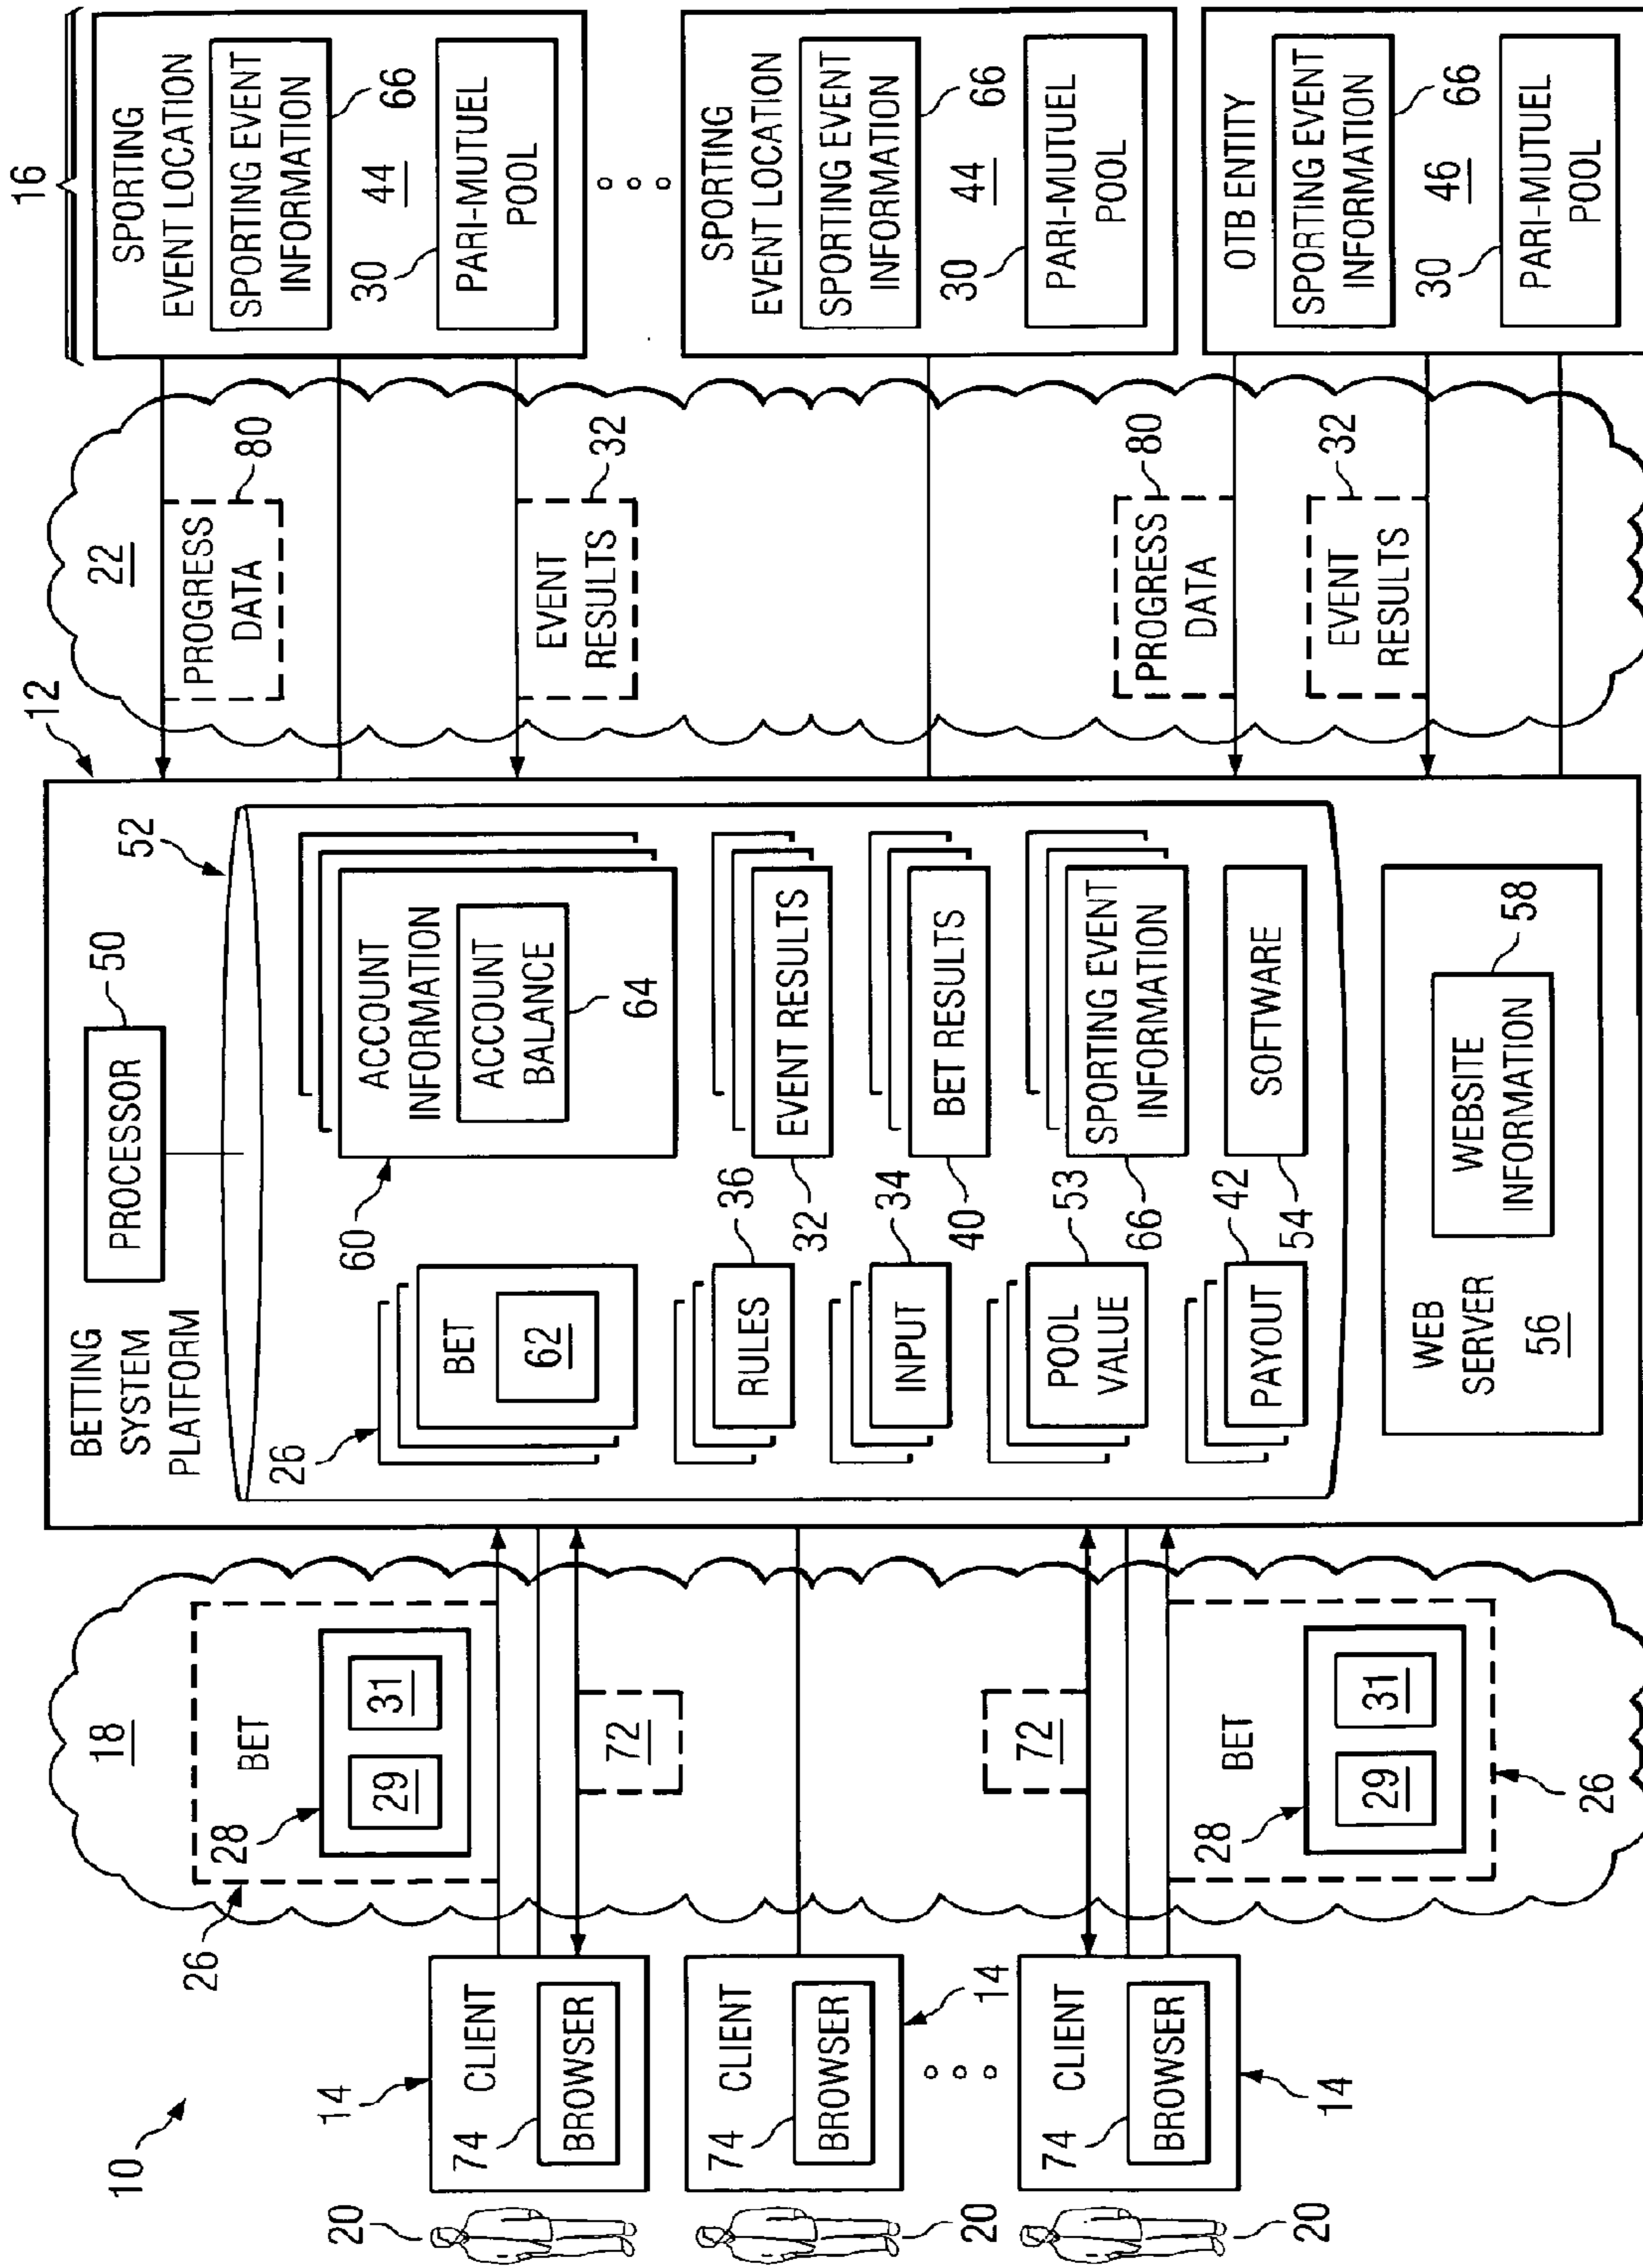 10
20
20
20
14
CLIENT
74
BROWSER
CLIENT
74
BROWSER
14
CLIENT
74
BROWSER
14
18
26
BET
28
29
31
72
72
BET
28
29
31
26
12
BETTING
SYSTEM
PLATFORM
PROCESSOR
50
52
26
BET
62
60
ACCOUNT
INFORMATION
ACCOUNT
BALANCE
64
RULES
36
32
EVENT RESULTS
INPUT
34
40
BET RESULTS
POOL
VALUE
53
66
SPORTING EVENT
INFORMATION
PAYOUT
42
54
SOFTWARE
WEB
SERVER
56
WEBSITE
INFORMATION
58
22
PROGRESS
DATA
80
EVENT
RESULTS
32
PROGRESS
DATA
80
EVENT
RESULTS
32
16
SPORTING
EVENT LOCATION
SPORTING EVENT
INFORMATION
66
44
30
PARI-MUTUEL
POOL
SPORTING
EVENT LOCATION
SPORTING EVENT
INFORMATION
66
44
30
PARI-MUTUEL
POOL
OTB ENTITY
SPORTING EVENT
INFORMATION
66
46
30
PARI-MUTUEL
POOL